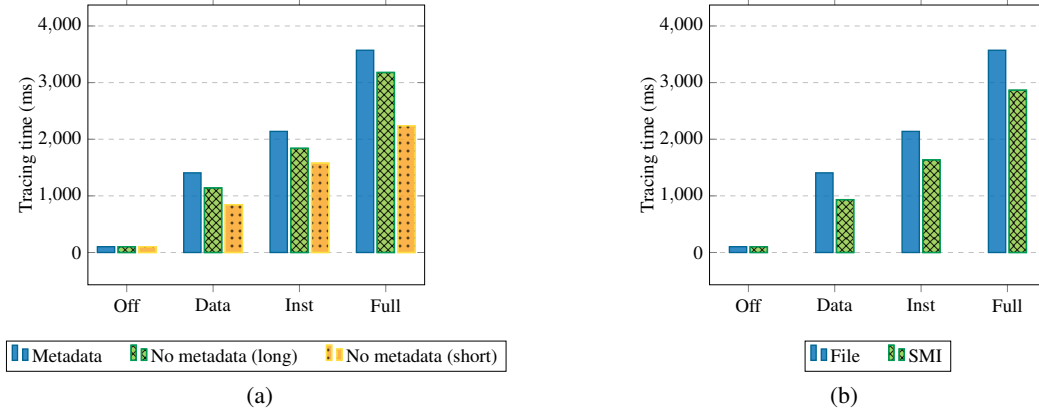 4,000
3,000
2,000
1,000
0
Tracing time (ms)
Off Data Inst Full
Metadata No metadata (long) No metadata (short)
(a)
4,000
3,000
2,000
1,000
0
Tracing time (ms)
Off Data Inst Full
File SMI
(b)